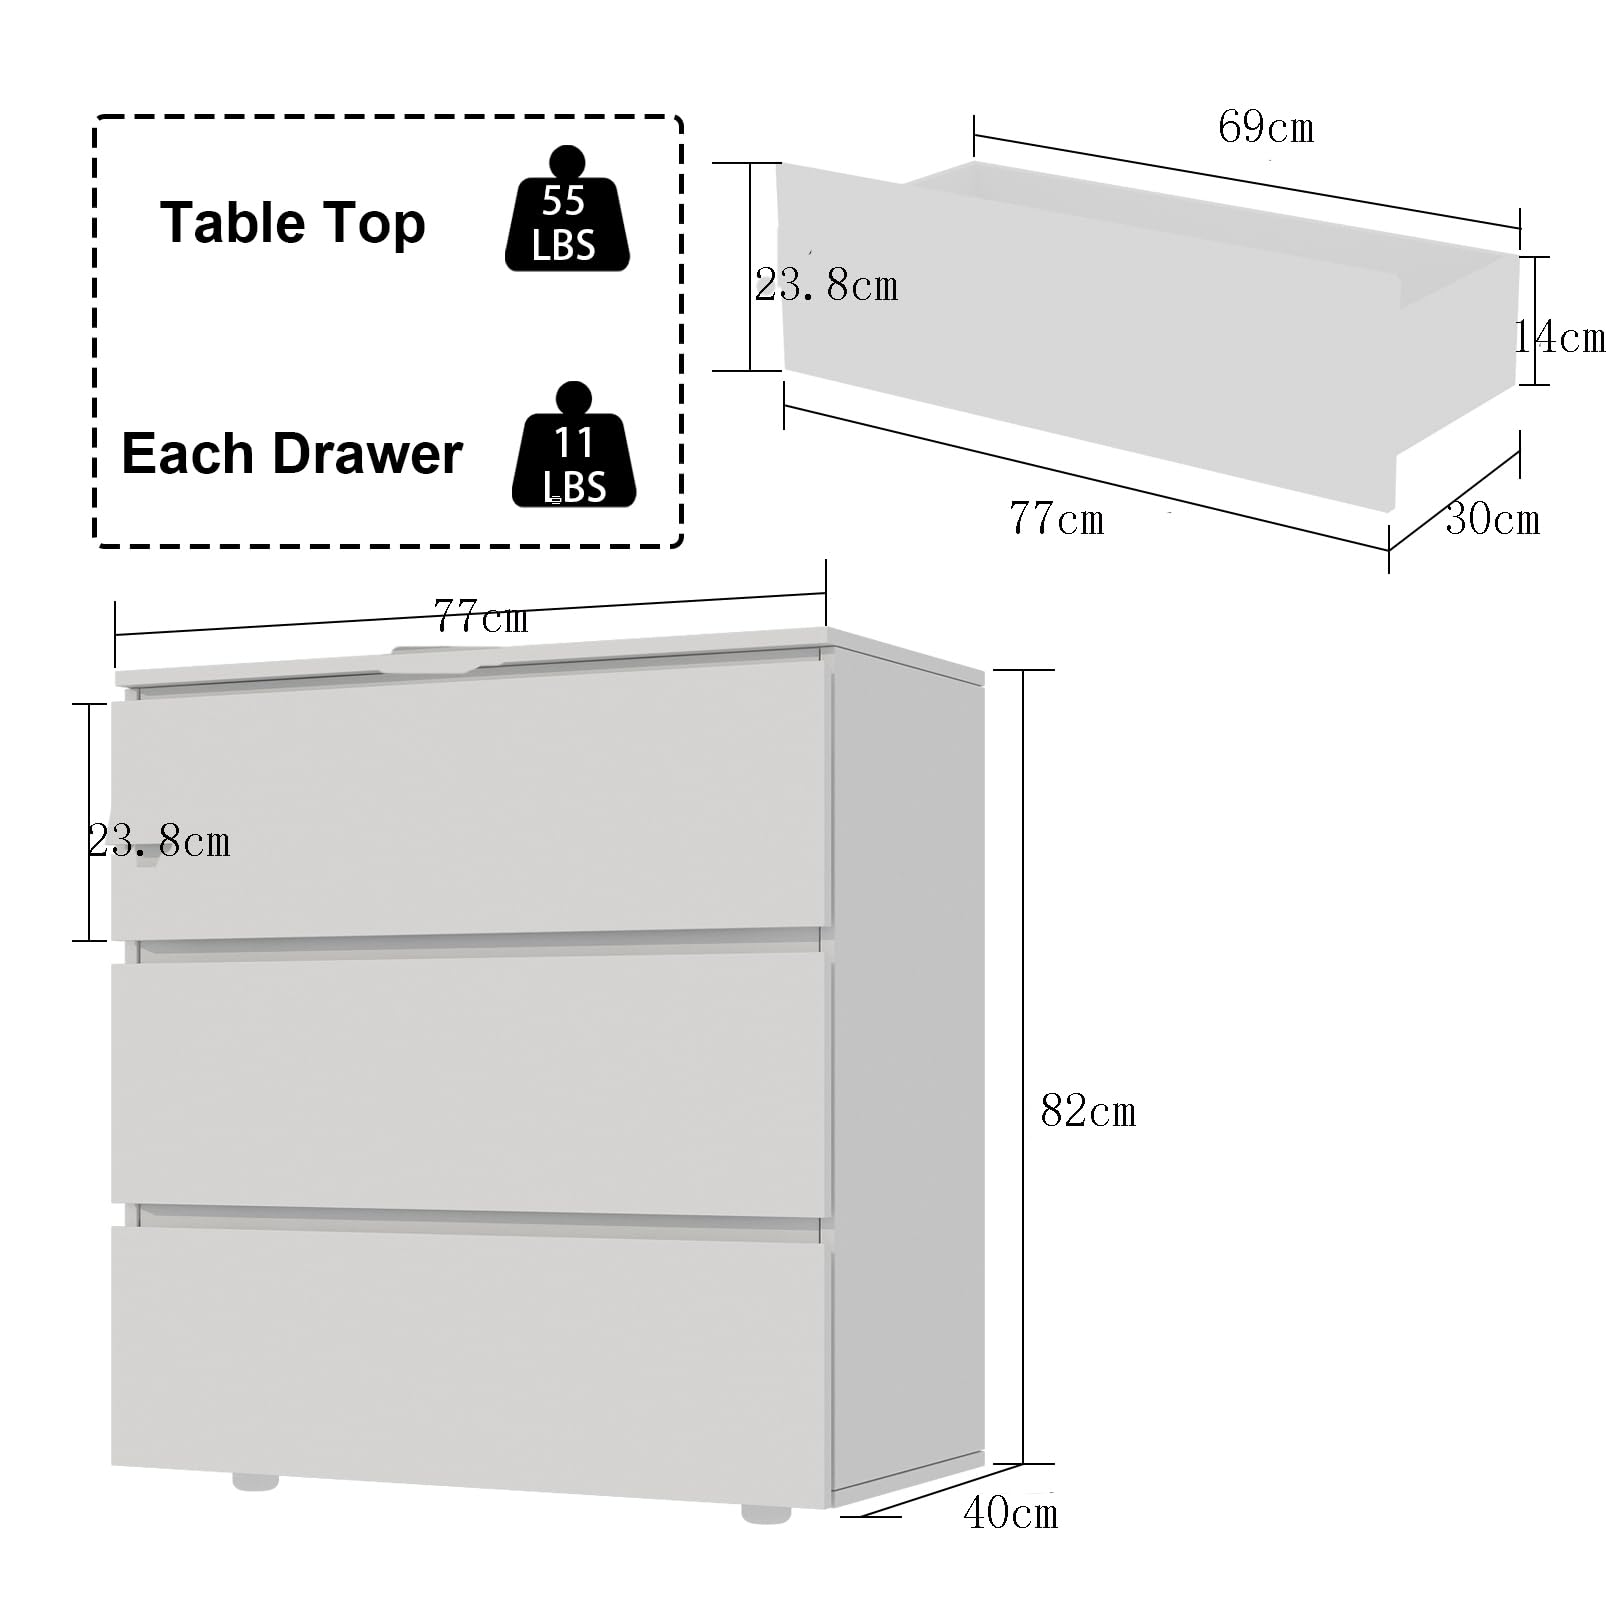 Table Top
55
LBS
Each Drawer
11
LBS
69cm
23.8cm
14cm
77cm
30cm
77cm
23.8cm
82cm
40cm